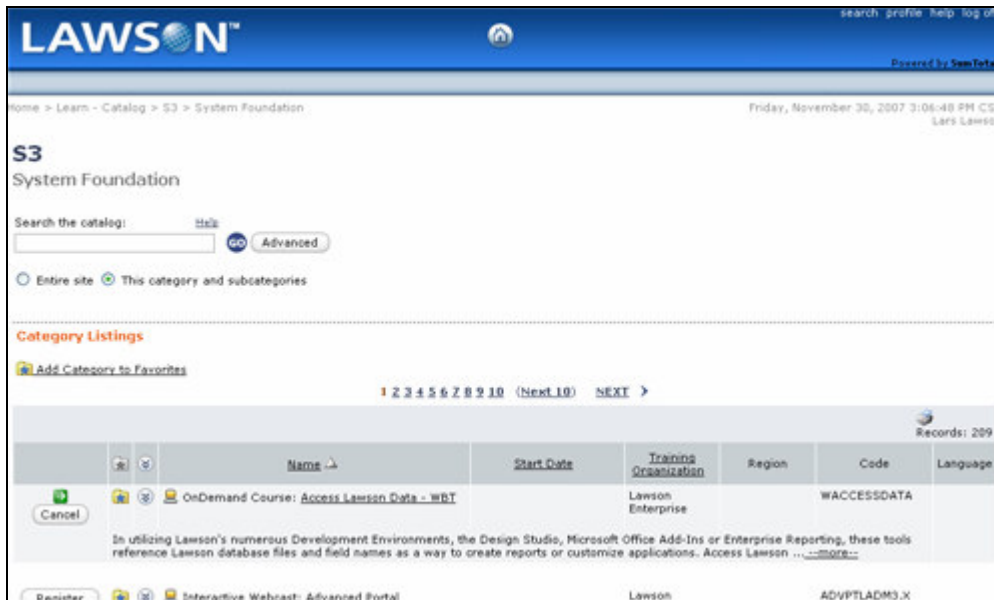 LAWSON™
search profile help log of
Powered by SumTota
Home > Learn - Catalog > S3 > System Foundation
Friday, November 30, 2007 3:06:48 PM CS
Lars Lawso
S3
System Foundation
Search the catalog: Help
GO Advanced
Entire site This category and subcategories
Category Listings
Add Category to Favorites
1 2 3 4 5 6 7 8 9 10 (Next 10) NEXT >
Records: 209
Name Start Date Training Organization Region Code Language
Cancel OnDemand Course: Access Lawson Data - WBT Lawson Enterprise WACCESSDATA
In utilizing Lawson's numerous Development Environments, the Design Studio, Microsoft Office Add-Ins or Enterprise Reporting, these tools
reference Lawson database files and field names as a way to create reports or customize applications. Access Lawson ...--more--
Register Interactive Webcast: Advanced Portal Lawson ADVPTLADM3.X